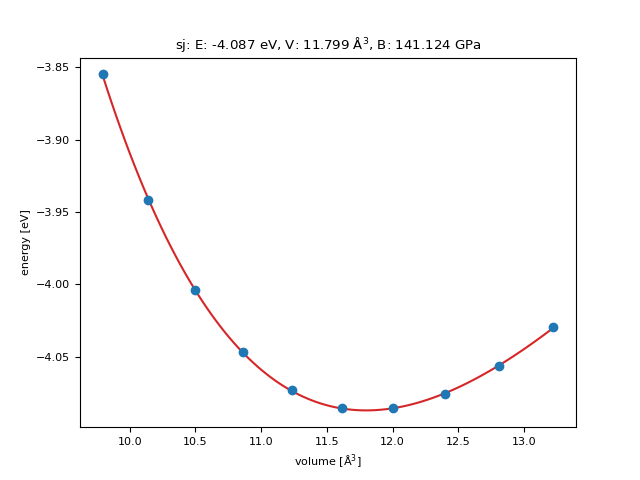 sj: E: -4.087 eV, V: 11.799 Å³, B: 141.124 GPa
−3.85
−3.90
−3.95
−4.00
−4.05
energy [eV]
10.0 10.5 11.0 11.5 12.0 12.5 13.0
volume [Å³]